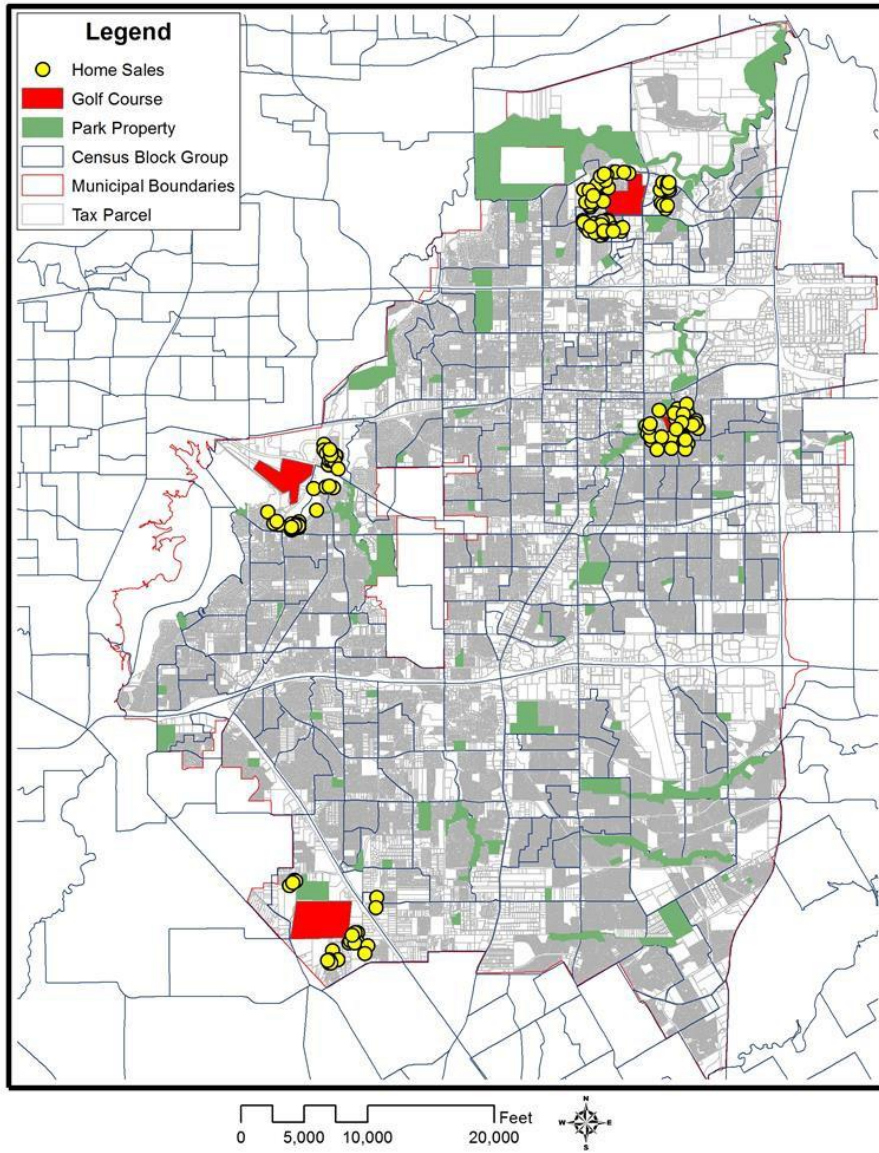 Legend
Home Sales
Golf Course
Park Property
Census Block Group
Municipal Boundaries
Tax Parcel
N
W E
S
Feet
0 5,000 10,000 20,000